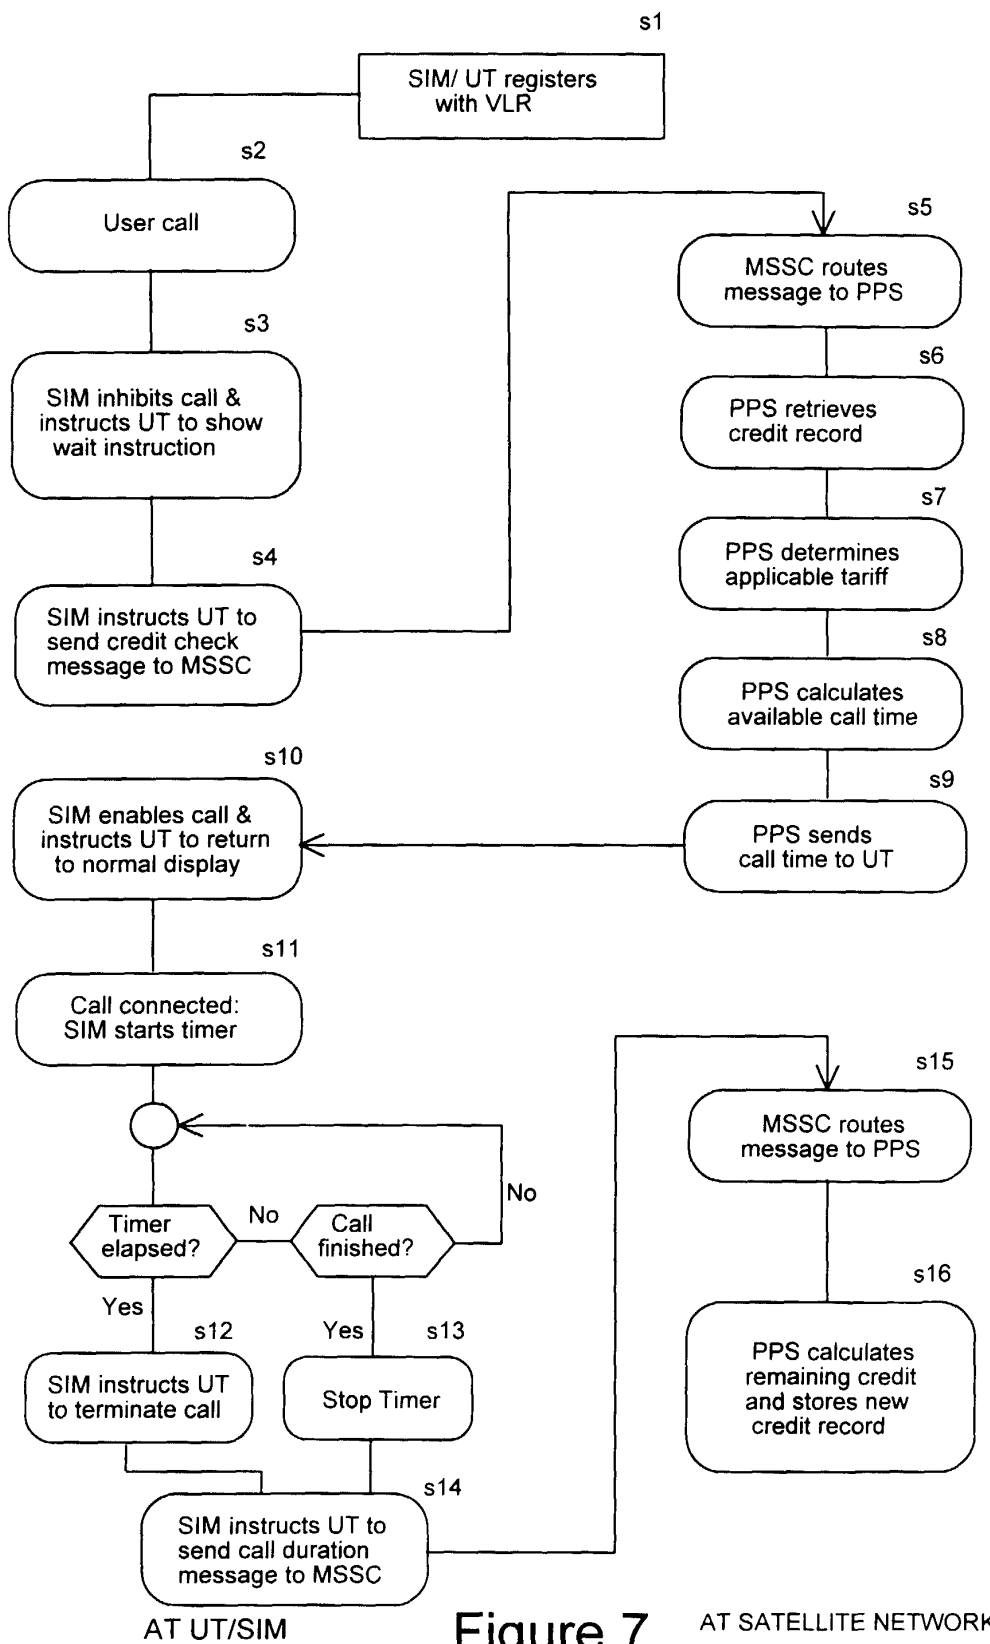 s1
SIM/ UT registers
with VLR
s2
User call
s3
SIM inhibits call &
instructs UT to show
wait instruction
s4
SIM instructs UT to
send credit check
message to MSSC
s5
MSSC routes
message to PPS
s6
PPS retrieves
credit record
s7
PPS determines
applicable tariff
s8
PPS calculates
available call time
s9
PPS sends
call time to UT
s10
SIM enables call &
instructs UT to return
to normal display
s11
Call connected:
SIM starts timer
Timer
elapsed?
No
Call
finished?
No
Yes
s12
SIM instructs UT
to terminate call
Yes
s13
Stop Timer
s14
SIM instructs UT to
send call duration
message to MSSC
s15
MSSC routes
message to PPS
s16
PPS calculates
remaining credit
and stores new
credit record
AT UT/SIM
Figure 7
AT SATELLITE NETWORK